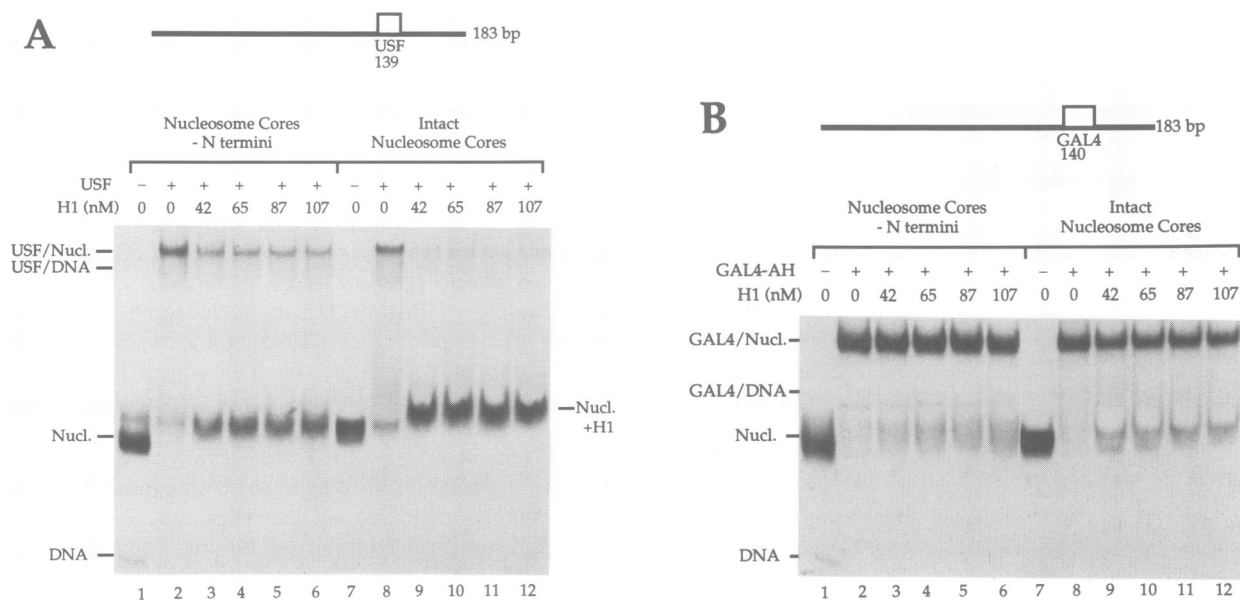 A
USF
139
183 bp
Nucleosome Cores
- N termini
Intact
Nucleosome Cores
USF − + + + + + − + + + + +
H1 (nM) 0 0 42 65 87 107 0 0 42 65 87 107
USF/Nucl.
USF/DNA
Nucl.
+H1
Nucl.
DNA
1 2 3 4 5 6 7 8 9 10 11 12
B
GAL4
140
183 bp
Nucleosome Cores
- N termini
Intact
Nucleosome Cores
GAL4-AH − + + + + + − + + + + +
H1 (nM) 0 0 42 65 87 107 0 0 42 65 87 107
GAL4/Nucl.
GAL4/DNA
Nucl.
DNA
1 2 3 4 5 6 7 8 9 10 11 12